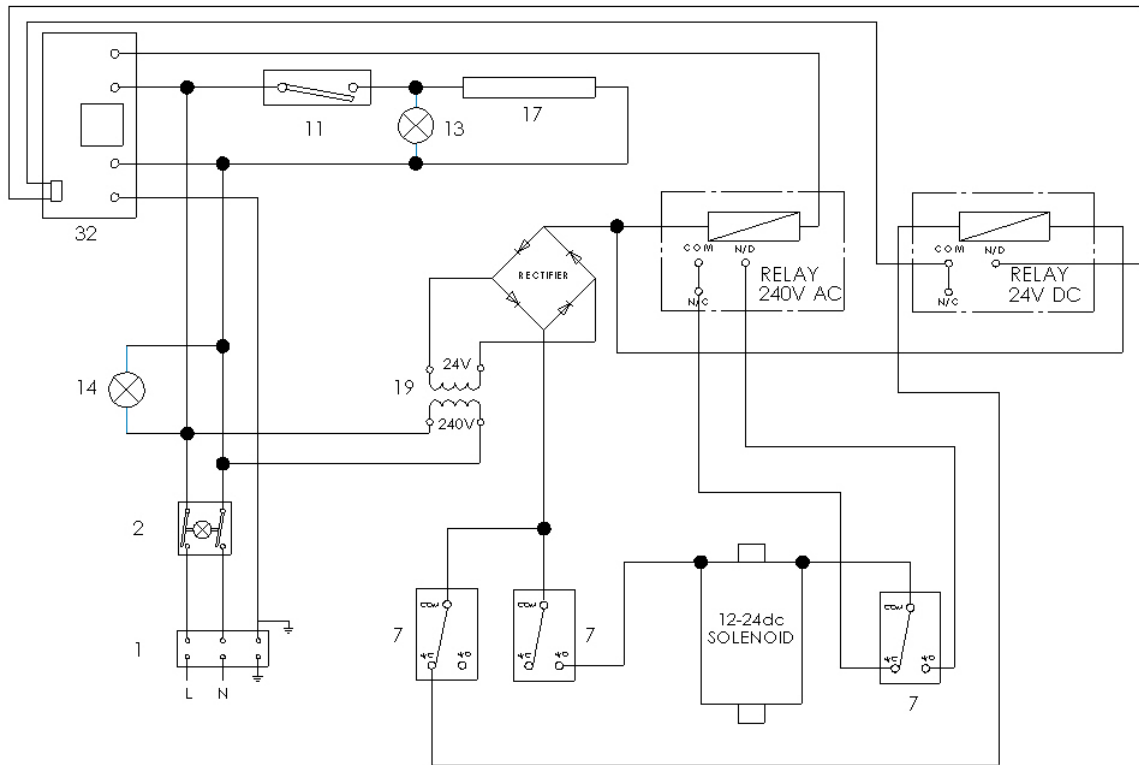 32
11
13
17
RECTIFIER
COM
N/D
N/C
RELAY
240V AC
COM
N/D
N/C
RELAY
24V DC
14
19
24V
240V
2
1
L
N
7
COM
7
COM
12-24dc
SOLENOID
COM
7